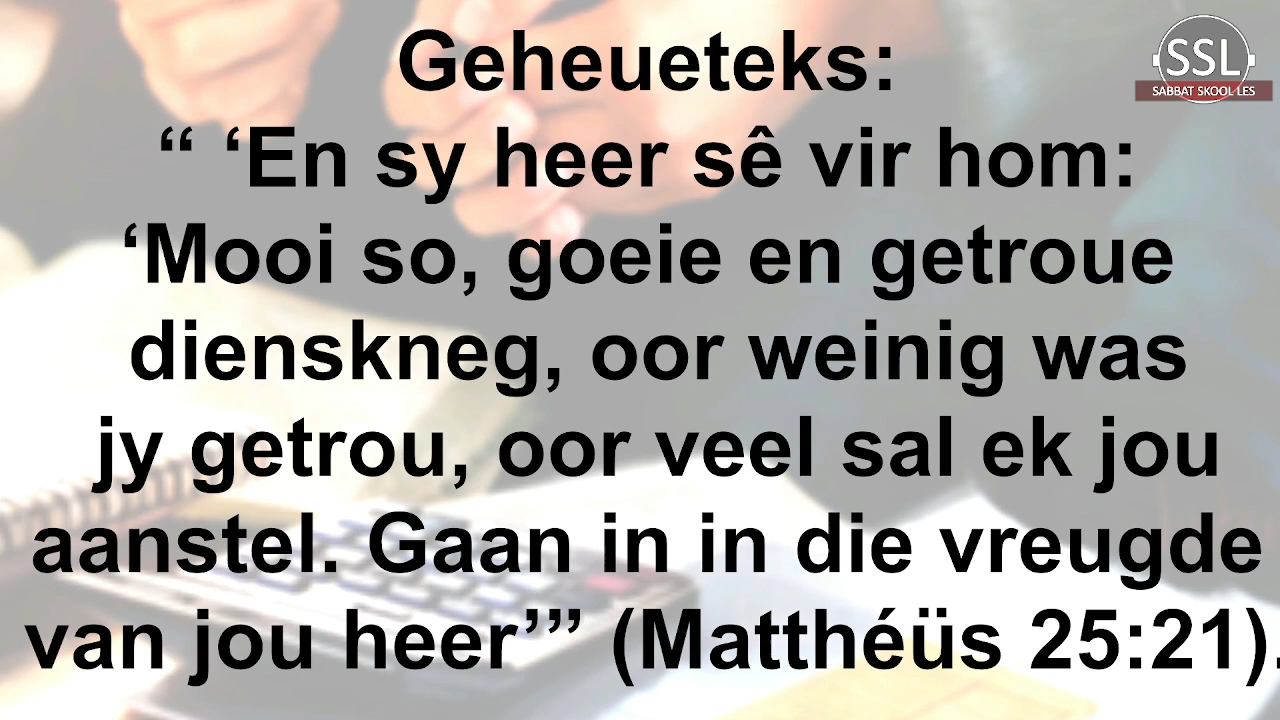 Geheueteks:
“ ‘En sy heer sê vir hom:
‘Mooi so, goeie en getroue
dienskneg, oor weinig was
jy getrou, oor veel sal ek jou
aanstel. Gaan in in die vreugde
van jou heer’” (Matthéüs 25:21).
SSL
SABBAT SKOOL LES